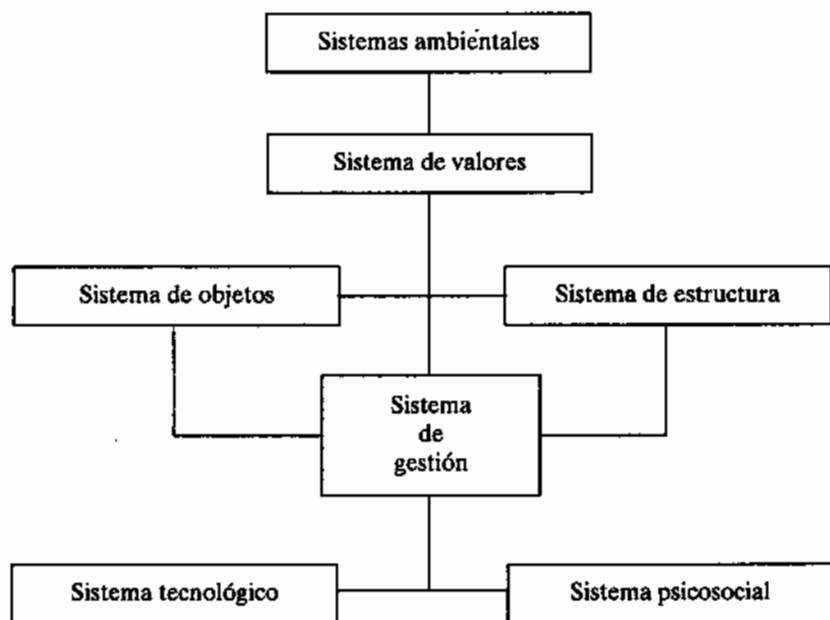 Sistemas ambientales
Sistema de valores
Sistema de objetos
Sistema de estructura
Sistema
de
gestión
Sistema tecnológico
Sistema psicosocial